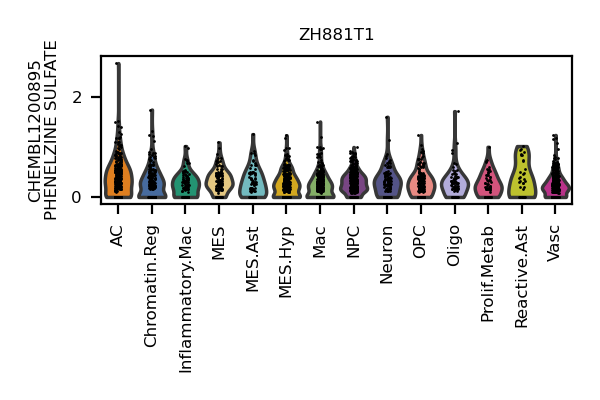 ZH881T1
CHEMBL1200895
PHENELZINE SULFATE
2
0
AC
Chromatin.Reg
Inflammatory.Mac
MES
MES.Ast
MES.Hyp
Mac
NPC
Neuron
OPC
Oligo
Prolif.Metab
Reactive.Ast
Vasc